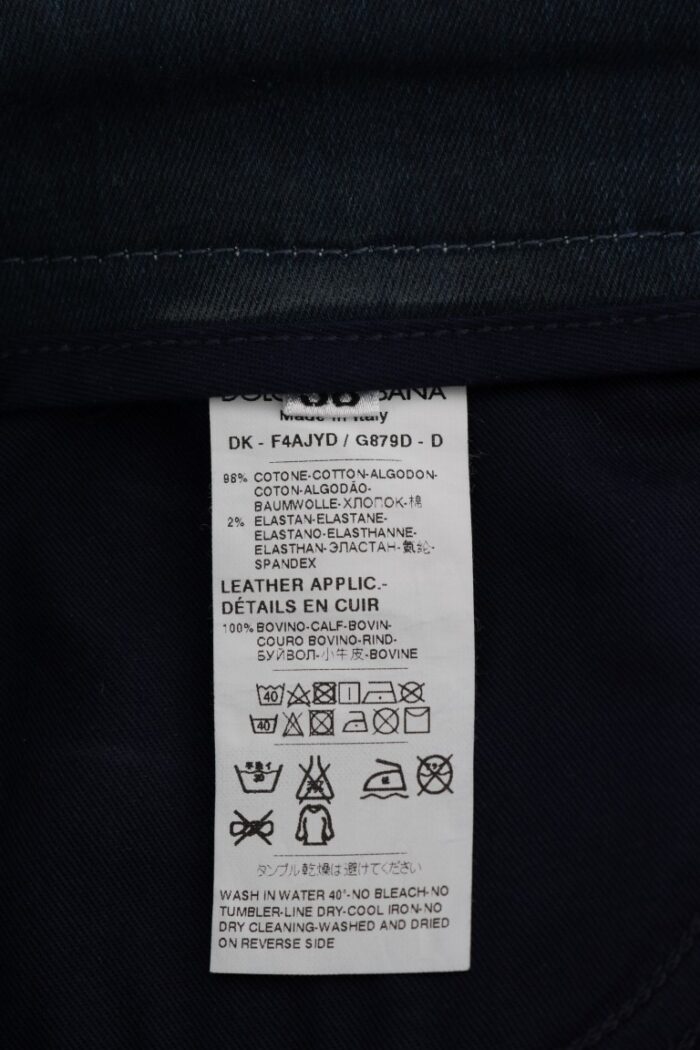 Made in Italy
DK - F4AJYD / G879D - D
98% COTONE-COTTON-ALGODON-
COTON-ALGODÃO-
BAUMWOLLE-ХЛОПОК-棉
2% ELASTAN-ELASTANE-
ELASTANO-ELASTHANNE-
ELASTHAN-ЭЛАСТАН-氨纶-
SPANDEX
LEATHER APPLIC.-
DÉTAILS EN CUIR
100% BOVINO-CALF-BOVIN-
COURO BOVINO-RIND-
БУЙВОЛ-小牛皮-BOVINE
40
40
タンブル乾燥は避けてください
WASH IN WATER 40°-NO BLEACH-NO
TUMBLER-LINE DRY-COOL IRON-NO
DRY CLEANING-WASHED AND DRIED
ON REVERSE SIDE